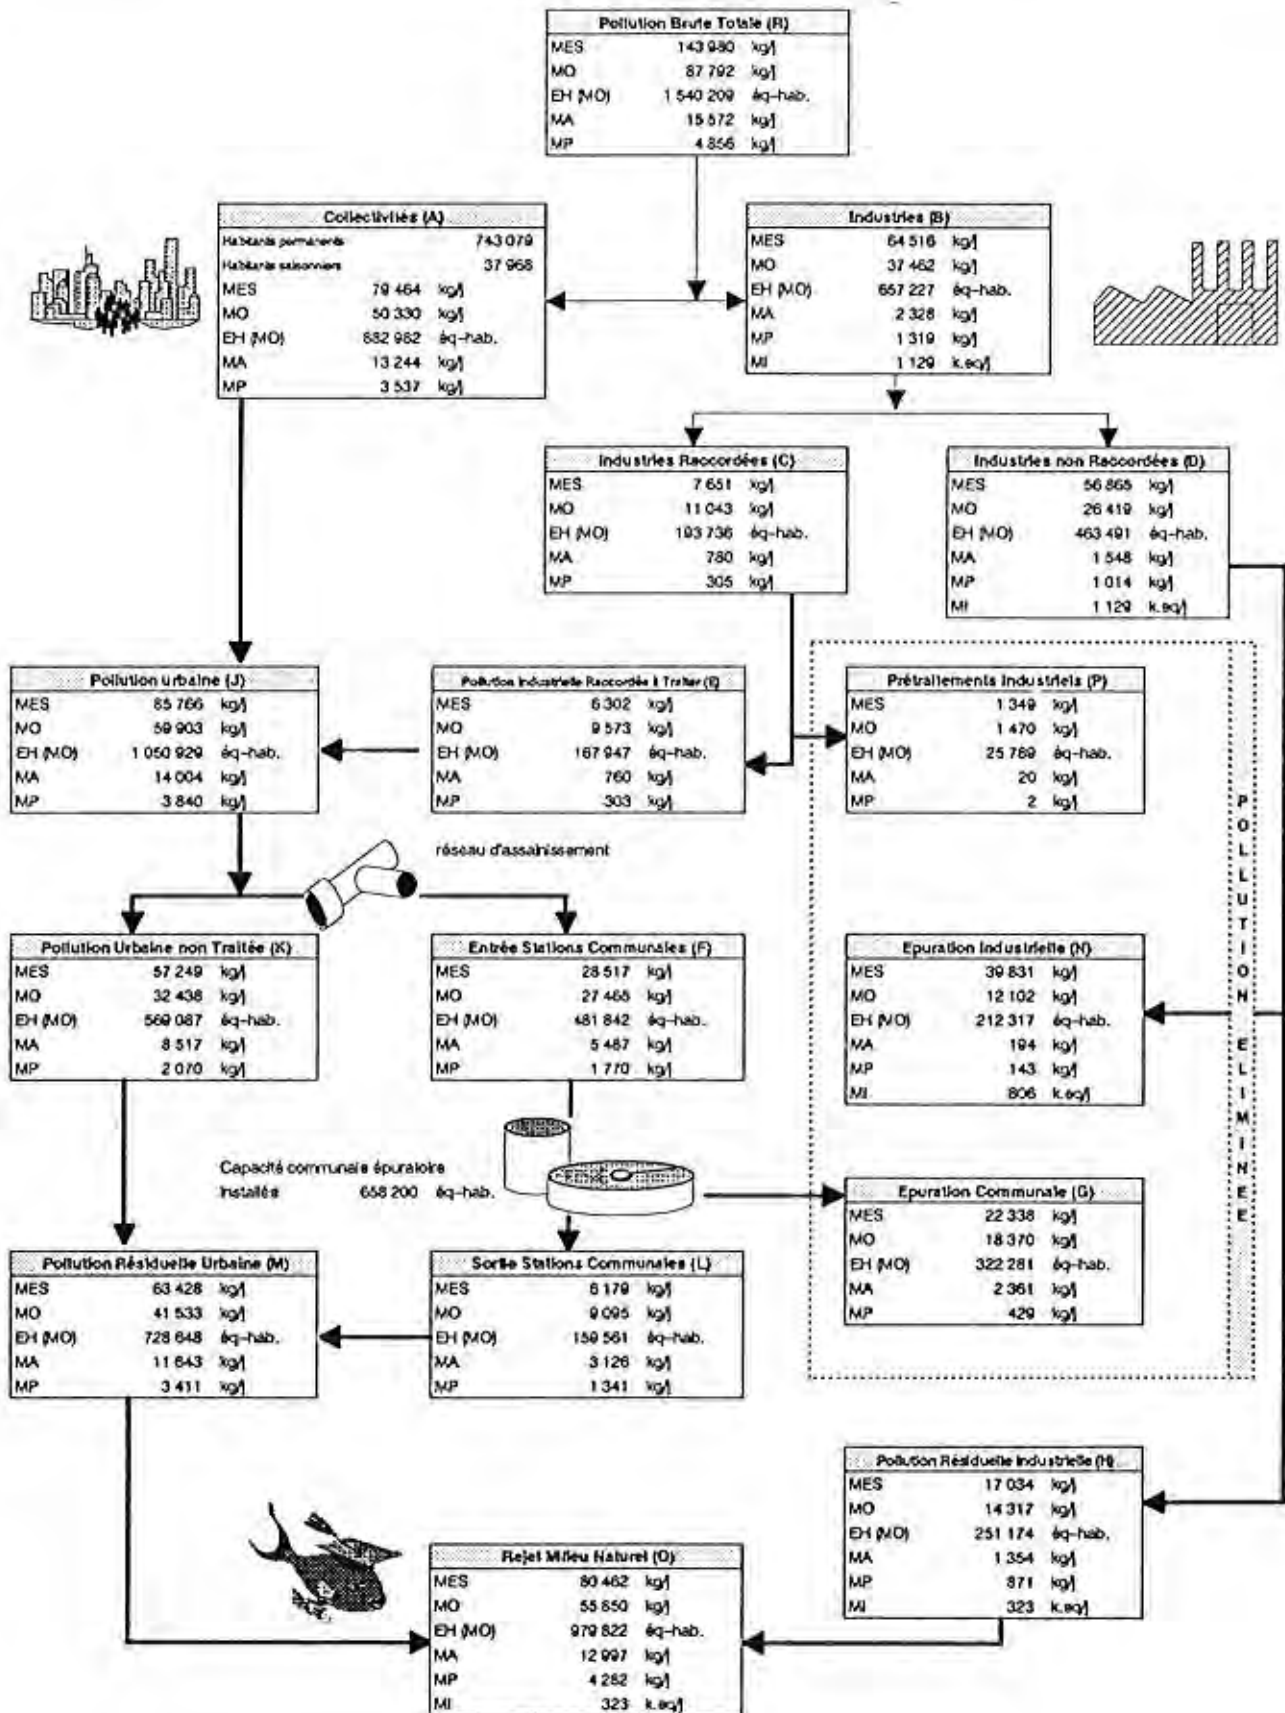 Pollution Brute Totale (R)
MES 143 980 kg/j
MO 87 792 kg/j
EH (MO) 1 540 209 éq-hab.
MA 15 572 kg/j
MP 4 856 kg/j
Collectivités (A)
Habitants permanents 743 079
Habitants saisonniers 37 968
MES 79 464 kg/j
MO 50 330 kg/j
EH (MO) 882 982 éq-hab.
MA 13 244 kg/j
MP 3 537 kg/j
Industries (B)
MES 64 516 kg/j
MO 37 462 kg/j
EH (MO) 657 227 éq-hab.
MA 2 328 kg/j
MP 1 319 kg/j
MI 1 129 k.eq/j
Industries Raccordées (C)
MES 7 651 kg/j
MO 11 043 kg/j
EH (MO) 193 736 éq-hab.
MA 780 kg/j
MP 305 kg/j
Industries non Raccordées (D)
MES 56 865 kg/j
MO 26 419 kg/j
EH (MO) 463 491 éq-hab.
MA 1 548 kg/j
MP 1 014 kg/j
MI 1 129 k.eq/j
Pollution urbaine (J)
MES 85 766 kg/j
MO 59 903 kg/j
EH (MO) 1 050 929 éq-hab.
MA 14 004 kg/j
MP 3 840 kg/j
Pollution Industrielle Raccordée à Traiter (E)
MES 6 302 kg/j
MO 9 573 kg/j
EH (MO) 167 947 éq-hab.
MA 760 kg/j
MP 303 kg/j
Prétraitements Industriels (P)
MES 1 349 kg/j
MO 1 470 kg/j
EH (MO) 25 789 éq-hab.
MA 20 kg/j
MP 2 kg/j
POLLUTION ELIMINEE
réseau d'assainissement
Pollution Urbaine non Traitée (K)
MES 57 249 kg/j
MO 32 438 kg/j
EH (MO) 569 087 éq-hab.
MA 8 517 kg/j
MP 2 070 kg/j
Entrée Stations Communales (F)
MES 28 517 kg/j
MO 27 465 kg/j
EH (MO) 481 842 éq-hab.
MA 5 487 kg/j
MP 1 770 kg/j
Epuration Industrielle (N)
MES 39 831 kg/j
MO 12 102 kg/j
EH (MO) 212 317 éq-hab.
MA 194 kg/j
MP 143 kg/j
MI 806 k.eq/j
Capacité communale épuratoire
installée 658 200 éq-hab.
Epuration Communale (G)
MES 22 338 kg/j
MO 18 370 kg/j
EH (MO) 322 281 éq-hab.
MA 2 361 kg/j
MP 429 kg/j
Pollution Résiduelle Urbaine (M)
MES 63 428 kg/j
MO 41 533 kg/j
EH (MO) 728 648 éq-hab.
MA 11 643 kg/j
MP 3 411 kg/j
Sortie Stations Communales (L)
MES 6 179 kg/j
MO 9 095 kg/j
EH (MO) 159 561 éq-hab.
MA 3 126 kg/j
MP 1 341 kg/j
Pollution Résiduelle Industrielle (H)
MES 17 034 kg/j
MO 14 317 kg/j
EH (MO) 251 174 éq-hab.
MA 1 354 kg/j
MP 871 kg/j
MI 323 k.eq/j
Rejet Milieu Naturel (O)
MES 80 462 kg/j
MO 55 850 kg/j
EH (MO) 979 822 éq-hab.
MA 12 997 kg/j
MP 4 282 kg/j
MI 323 k.eq/j